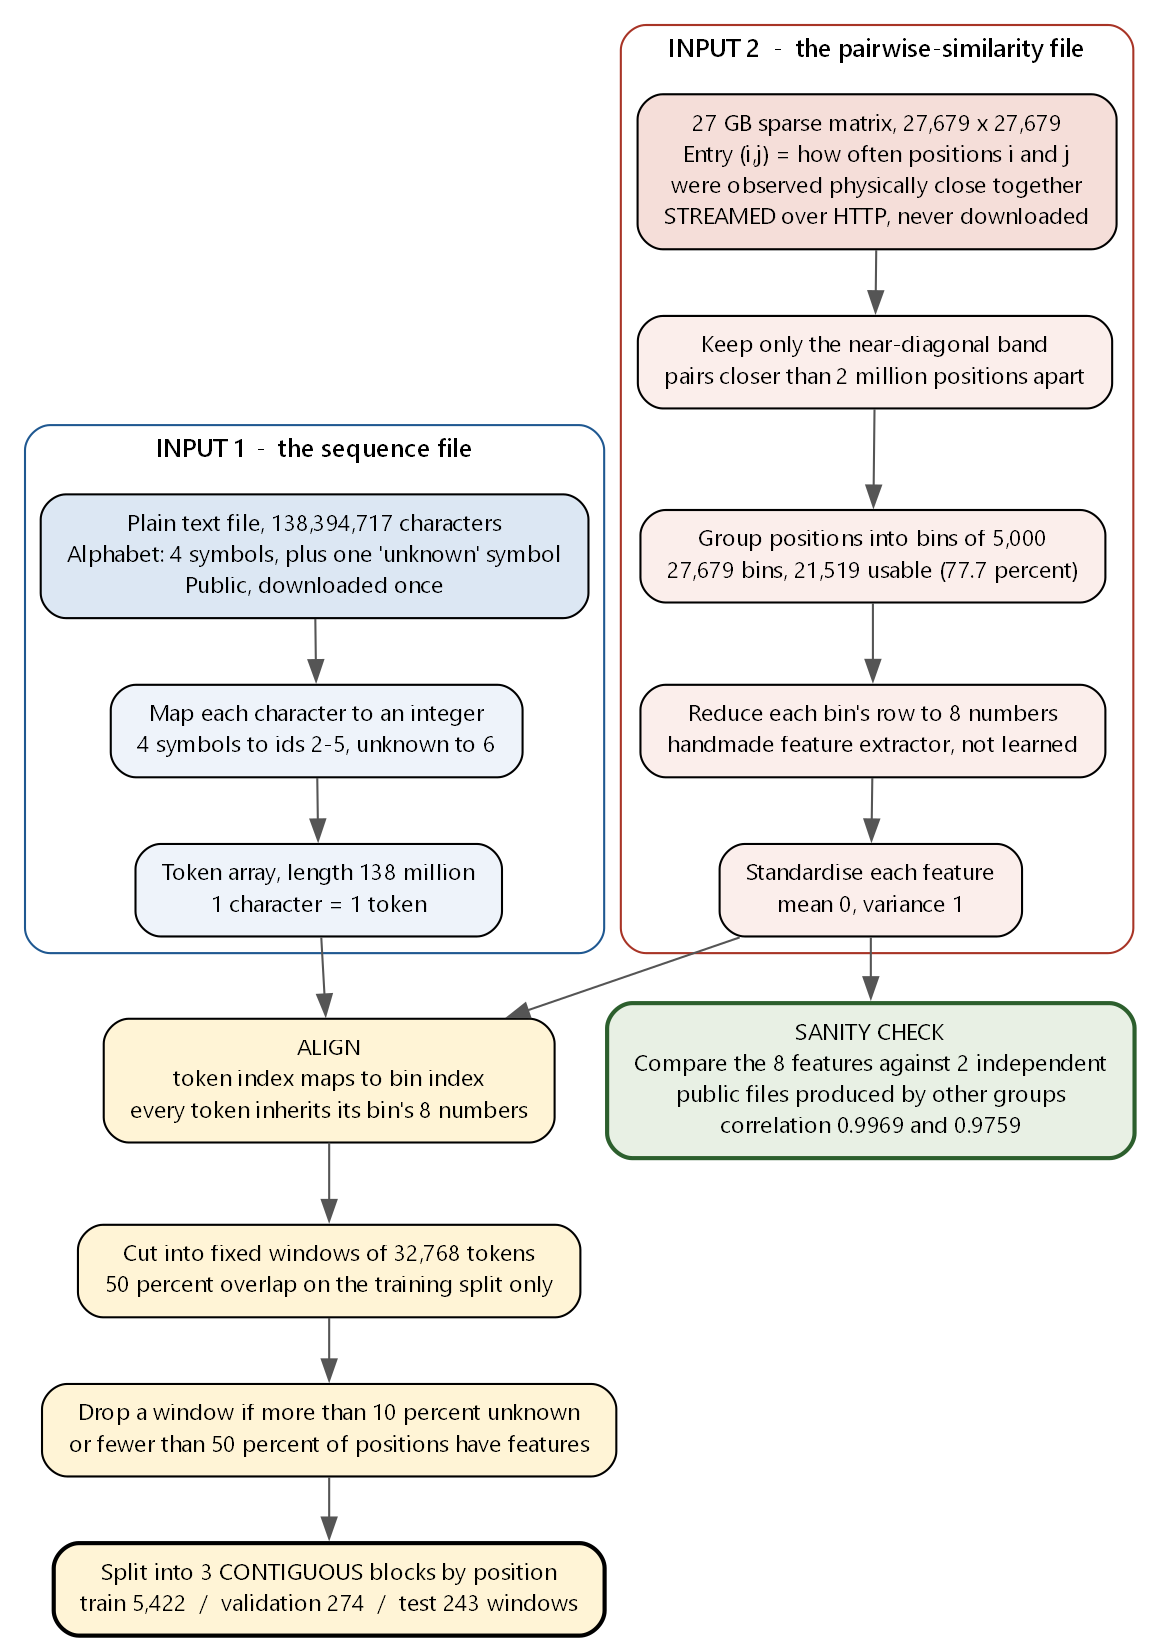 INPUT 2  -  the pairwise-similarity file
27 GB sparse matrix, 27,679 x 27,679
Entry (i,j) = how often positions i and j
were observed physically close together
STREAMED over HTTP, never downloaded
Keep only the near-diagonal band
pairs closer than 2 million positions apart
Group positions into bins of 5,000
27,679 bins, 21,519 usable (77.7 percent)
Reduce each bin's row to 8 numbers
handmade feature extractor, not learned
Standardise each feature
mean 0, variance 1
INPUT 1  -  the sequence file
Plain text file, 138,394,717 characters
Alphabet: 4 symbols, plus one 'unknown' symbol
Public, downloaded once
Map each character to an integer
4 symbols to ids 2-5, unknown to 6
Token array, length 138 million
1 character = 1 token
ALIGN
token index maps to bin index
every token inherits its bin's 8 numbers
SANITY CHECK
Compare the 8 features against 2 independent
public files produced by other groups
correlation 0.9969 and 0.9759
Cut into fixed windows of 32,768 tokens
50 percent overlap on the training split only
Drop a window if more than 10 percent unknown
or fewer than 50 percent of positions have features
Split into 3 CONTIGUOUS blocks by position
train 5,422  /  validation 274  /  test 243 windows